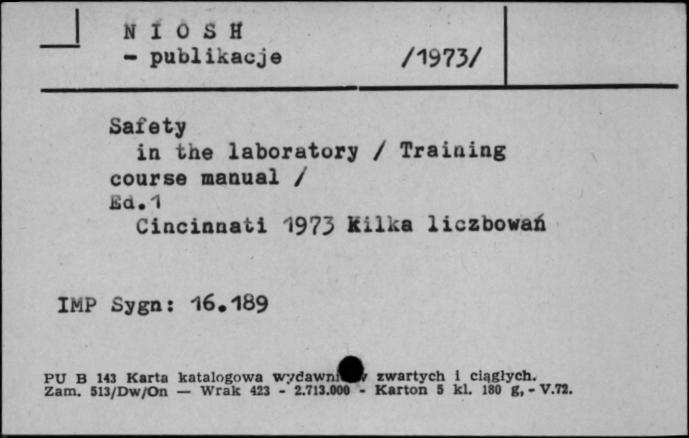 N I O S H
- publikacje /1973/
Safety
in the laboratory / Training
course manual /
Ed.1
Cincinnati 1973 Kilka liczbowań
IMP Sygn: 16.189
PU B 143 Karta katalogowa zwartych i ciągłych.
Zam. 513/Dw/On — Wrak 423 - 2.713.000 - Karton 5 kl. 180 g, - V.72.